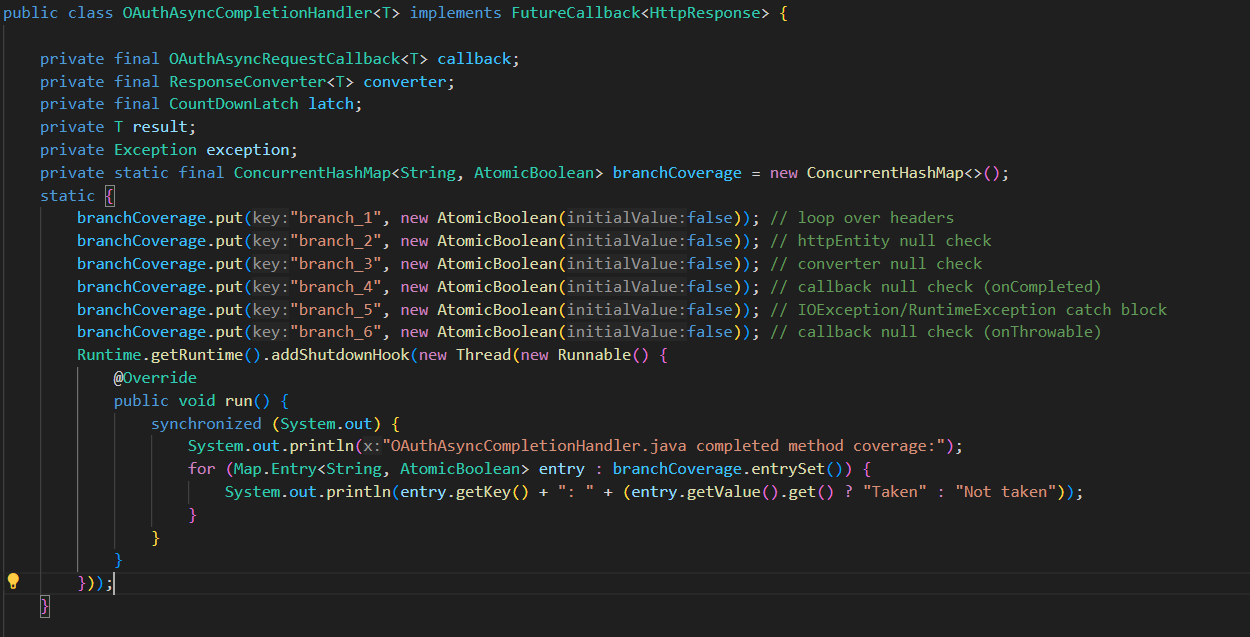 public class OAuthAsyncCompletionHandler<T> implements FutureCallback<HttpResponse> {
private final OAuthAsyncRequestCallback<T> callback;
private final ResponseConverter<T> converter;
private final CountDownLatch latch;
private T result;
private Exception exception;
private static final ConcurrentHashMap<String, AtomicBoolean> branchCoverage = new ConcurrentHashMap<>();
static {
branchCoverage.put(key:"branch_1", new AtomicBoolean(initialValue:false)); // loop over headers
branchCoverage.put(key:"branch_2", new AtomicBoolean(initialValue:false)); // httpEntity null check
branchCoverage.put(key:"branch_3", new AtomicBoolean(initialValue:false)); // converter null check
branchCoverage.put(key:"branch_4", new AtomicBoolean(initialValue:false)); // callback null check (onCompleted)
branchCoverage.put(key:"branch_5", new AtomicBoolean(initialValue:false)); // IOException/RuntimeException catch block
branchCoverage.put(key:"branch_6", new AtomicBoolean(initialValue:false)); // callback null check (onThrowable)
Runtime.getRuntime().addShutdownHook(new Thread(new Runnable() {
@Override
public void run() {
synchronized (System.out) {
System.out.println(x:"OAuthAsyncCompletionHandler.java completed method coverage:");
for (Map.Entry<String, AtomicBoolean> entry : branchCoverage.entrySet()) {
System.out.println(entry.getKey() + ": " + (entry.getValue().get() ? "Taken" : "Not taken"));
}
}
}
}));
}